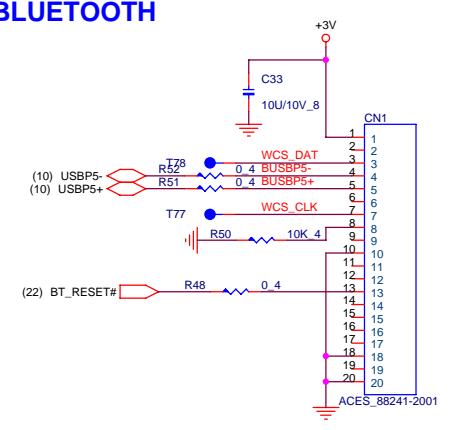 BLUETOOTH
+3V
C33
10U/10V_8
CN1
1 1
2 2
T78 WCS_DAT 3 3
(10) USBP5- R52 0_4 BUSBP5- 4 4
(10) USBP5+ R51 0_4 BUSBP5+ 5 5
6 6
T77 WCS_CLK 7 7
8 8
R50 10K_4 9 9
10 10
11 11
12 12
(22) BT_RESET# R48 0_4 13 13
14 14
15 15
16 16
17 17
18 18
19 19
20 20
ACES_88241-2001